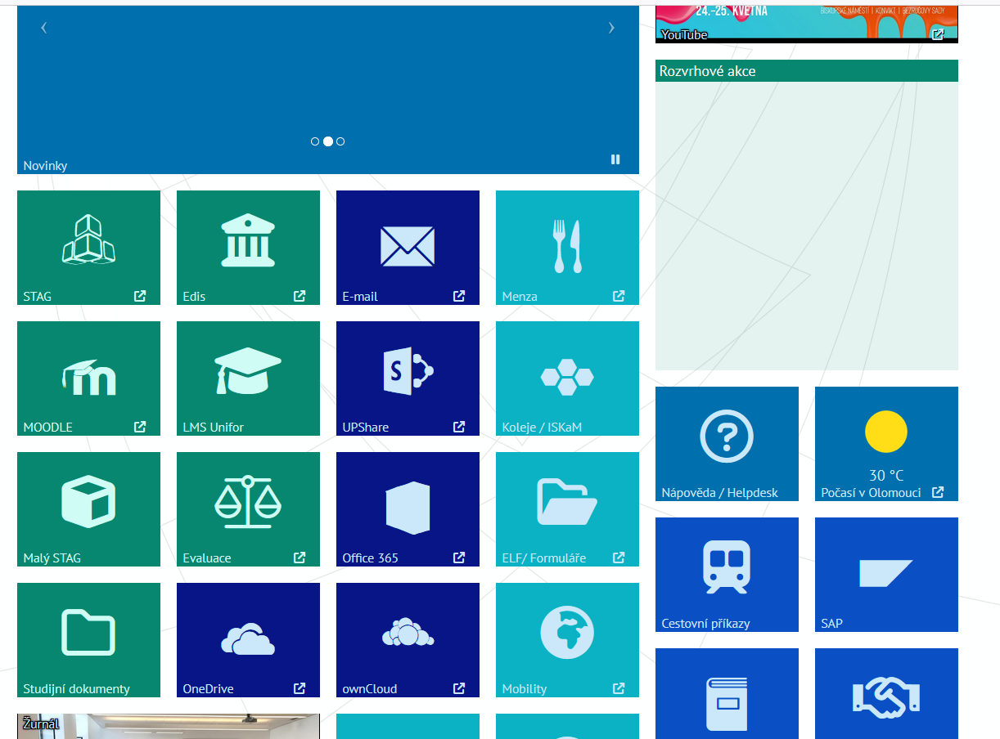 24.-25. KVĚTNA
BISKUPSKÉ NÁMĚSTÍ | KONVIKT | BEZRUČOVY SADY
YouTube
Rozvrhové akce
Novinky
STAG
Edis
E-mail
Menza
MOODLE
LMS Unifor
UPShare
Koleje / ISKaM
Nápověda / Helpdesk
30 °C
Počasí v Olomouci
Malý STAG
Evaluace
Office 365
ELF/ Formuláře
Cestovní příkazy
SAP
Studijní dokumenty
OneDrive
ownCloud
Mobility
Žurnál